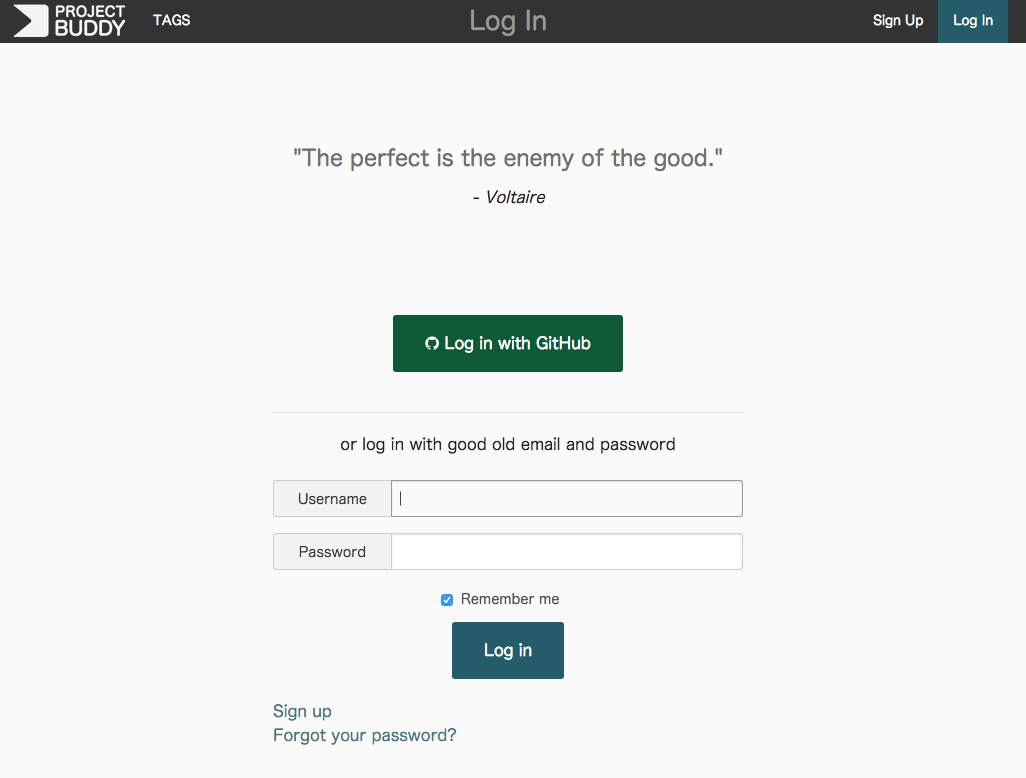 PROJECT
BUDDY
TAGS
Log In
Sign Up
Log In
"The perfect is the enemy of the good."
- Voltaire
Log in with GitHub
or log in with good old email and password
Username
Password
Remember me
Log in
Sign up
Forgot your password?